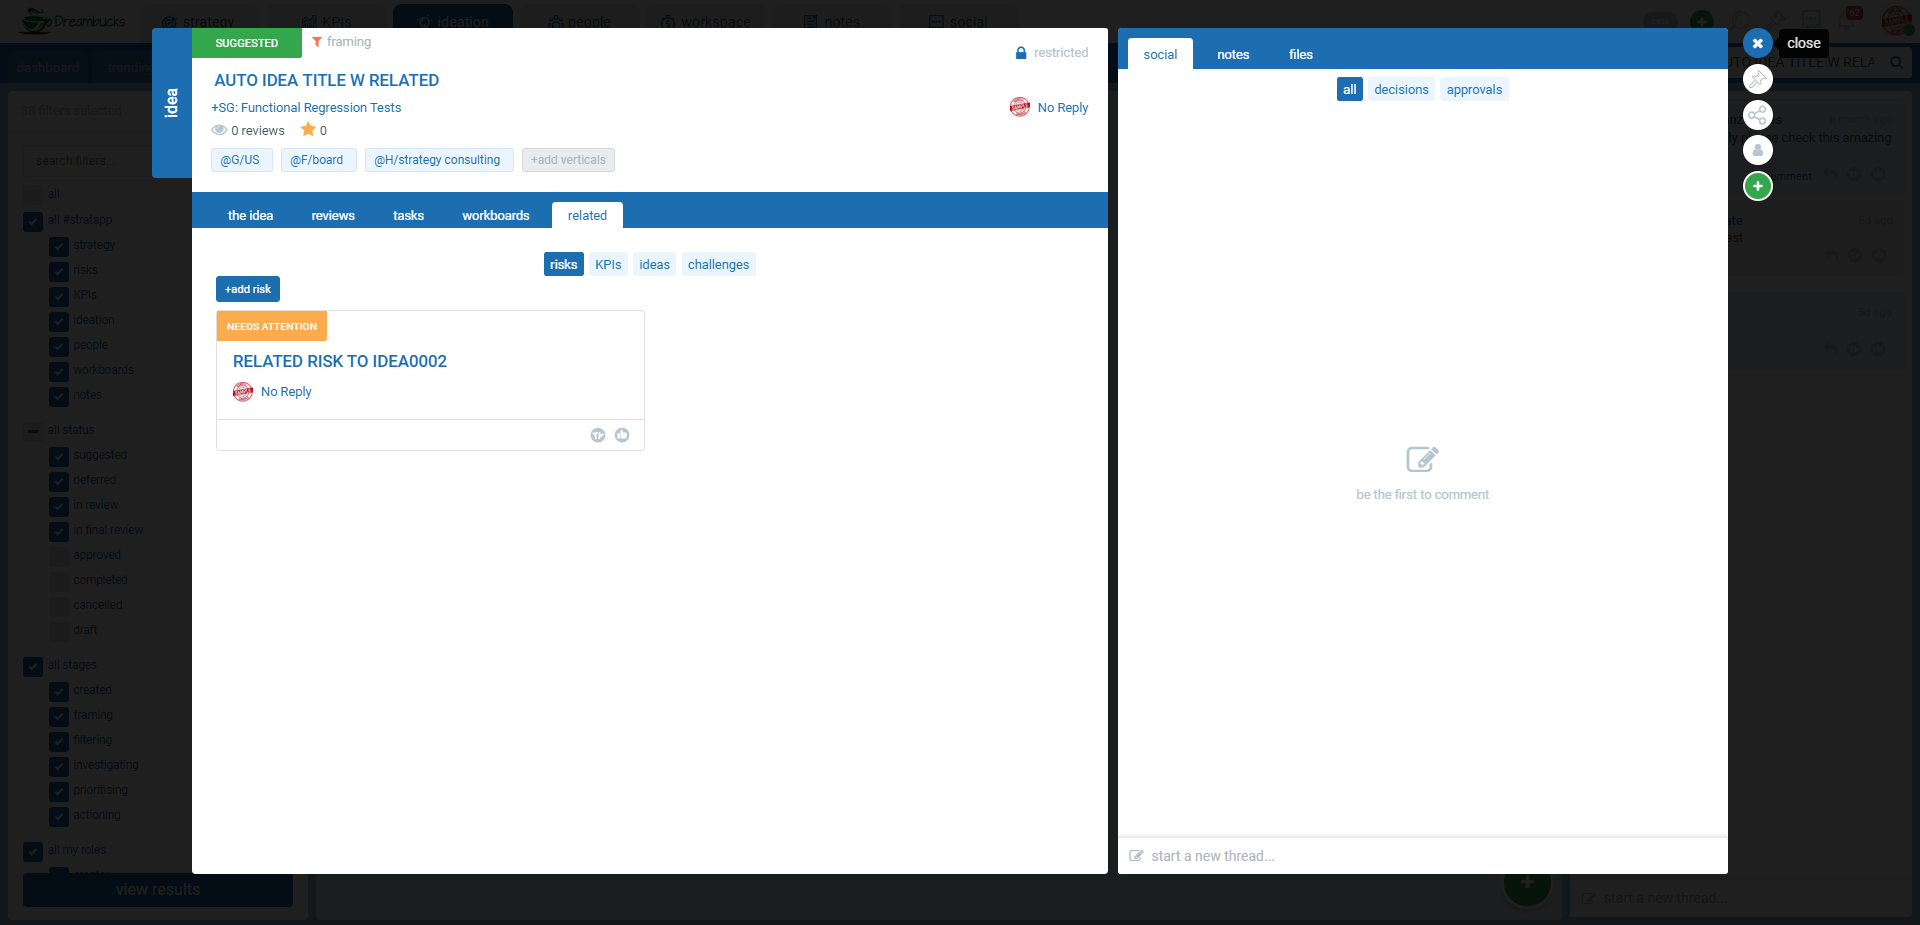 Dreambucks
strategy
KPIs
ideation
people
workspace
notes
social
62
dashboard
trending
38 filters selected
search filters...
all
all #stratapp
strategy
risks
KPIs
ideation
people
workboards
notes
all status
suggested
deferred
in review
in final review
approved
completed
cancelled
draft
all stages
created
framing
filtering
investigating
prioritising
actioning
all my roles
creator
view results
idea
SUGGESTED
framing
restricted
AUTO IDEA TITLE W RELATED
+SG: Functional Regression Tests
No Reply
0 reviews
0
@G/US
@F/board
@H/strategy consulting
+add verticals
the idea
reviews
tasks
workboards
related
risks
KPIs
ideas
challenges
+add risk
NEEDS ATTENTION
RELATED RISK TO IDEA0002
No Reply
social
notes
files
all
decisions
approvals
be the first to comment
start a new thread...
close
AUTO IDEA TITLE W RELA
check this amazing
start a new thread...